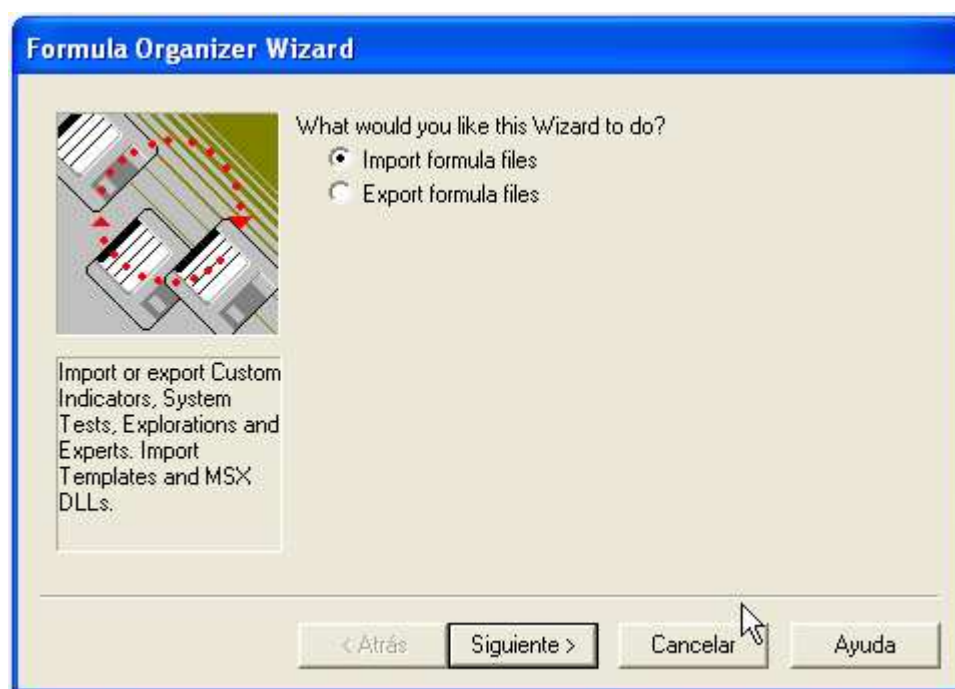 Formula Organizer Wizard
What would you like this Wizard to do?
Import formula files
Export formula files
Import or export Custom
Indicators, System
Tests, Explorations and
Experts. Import
Templates and MSX
DLLs.
< Atrás
Siguiente >
Cancelar
Ayuda